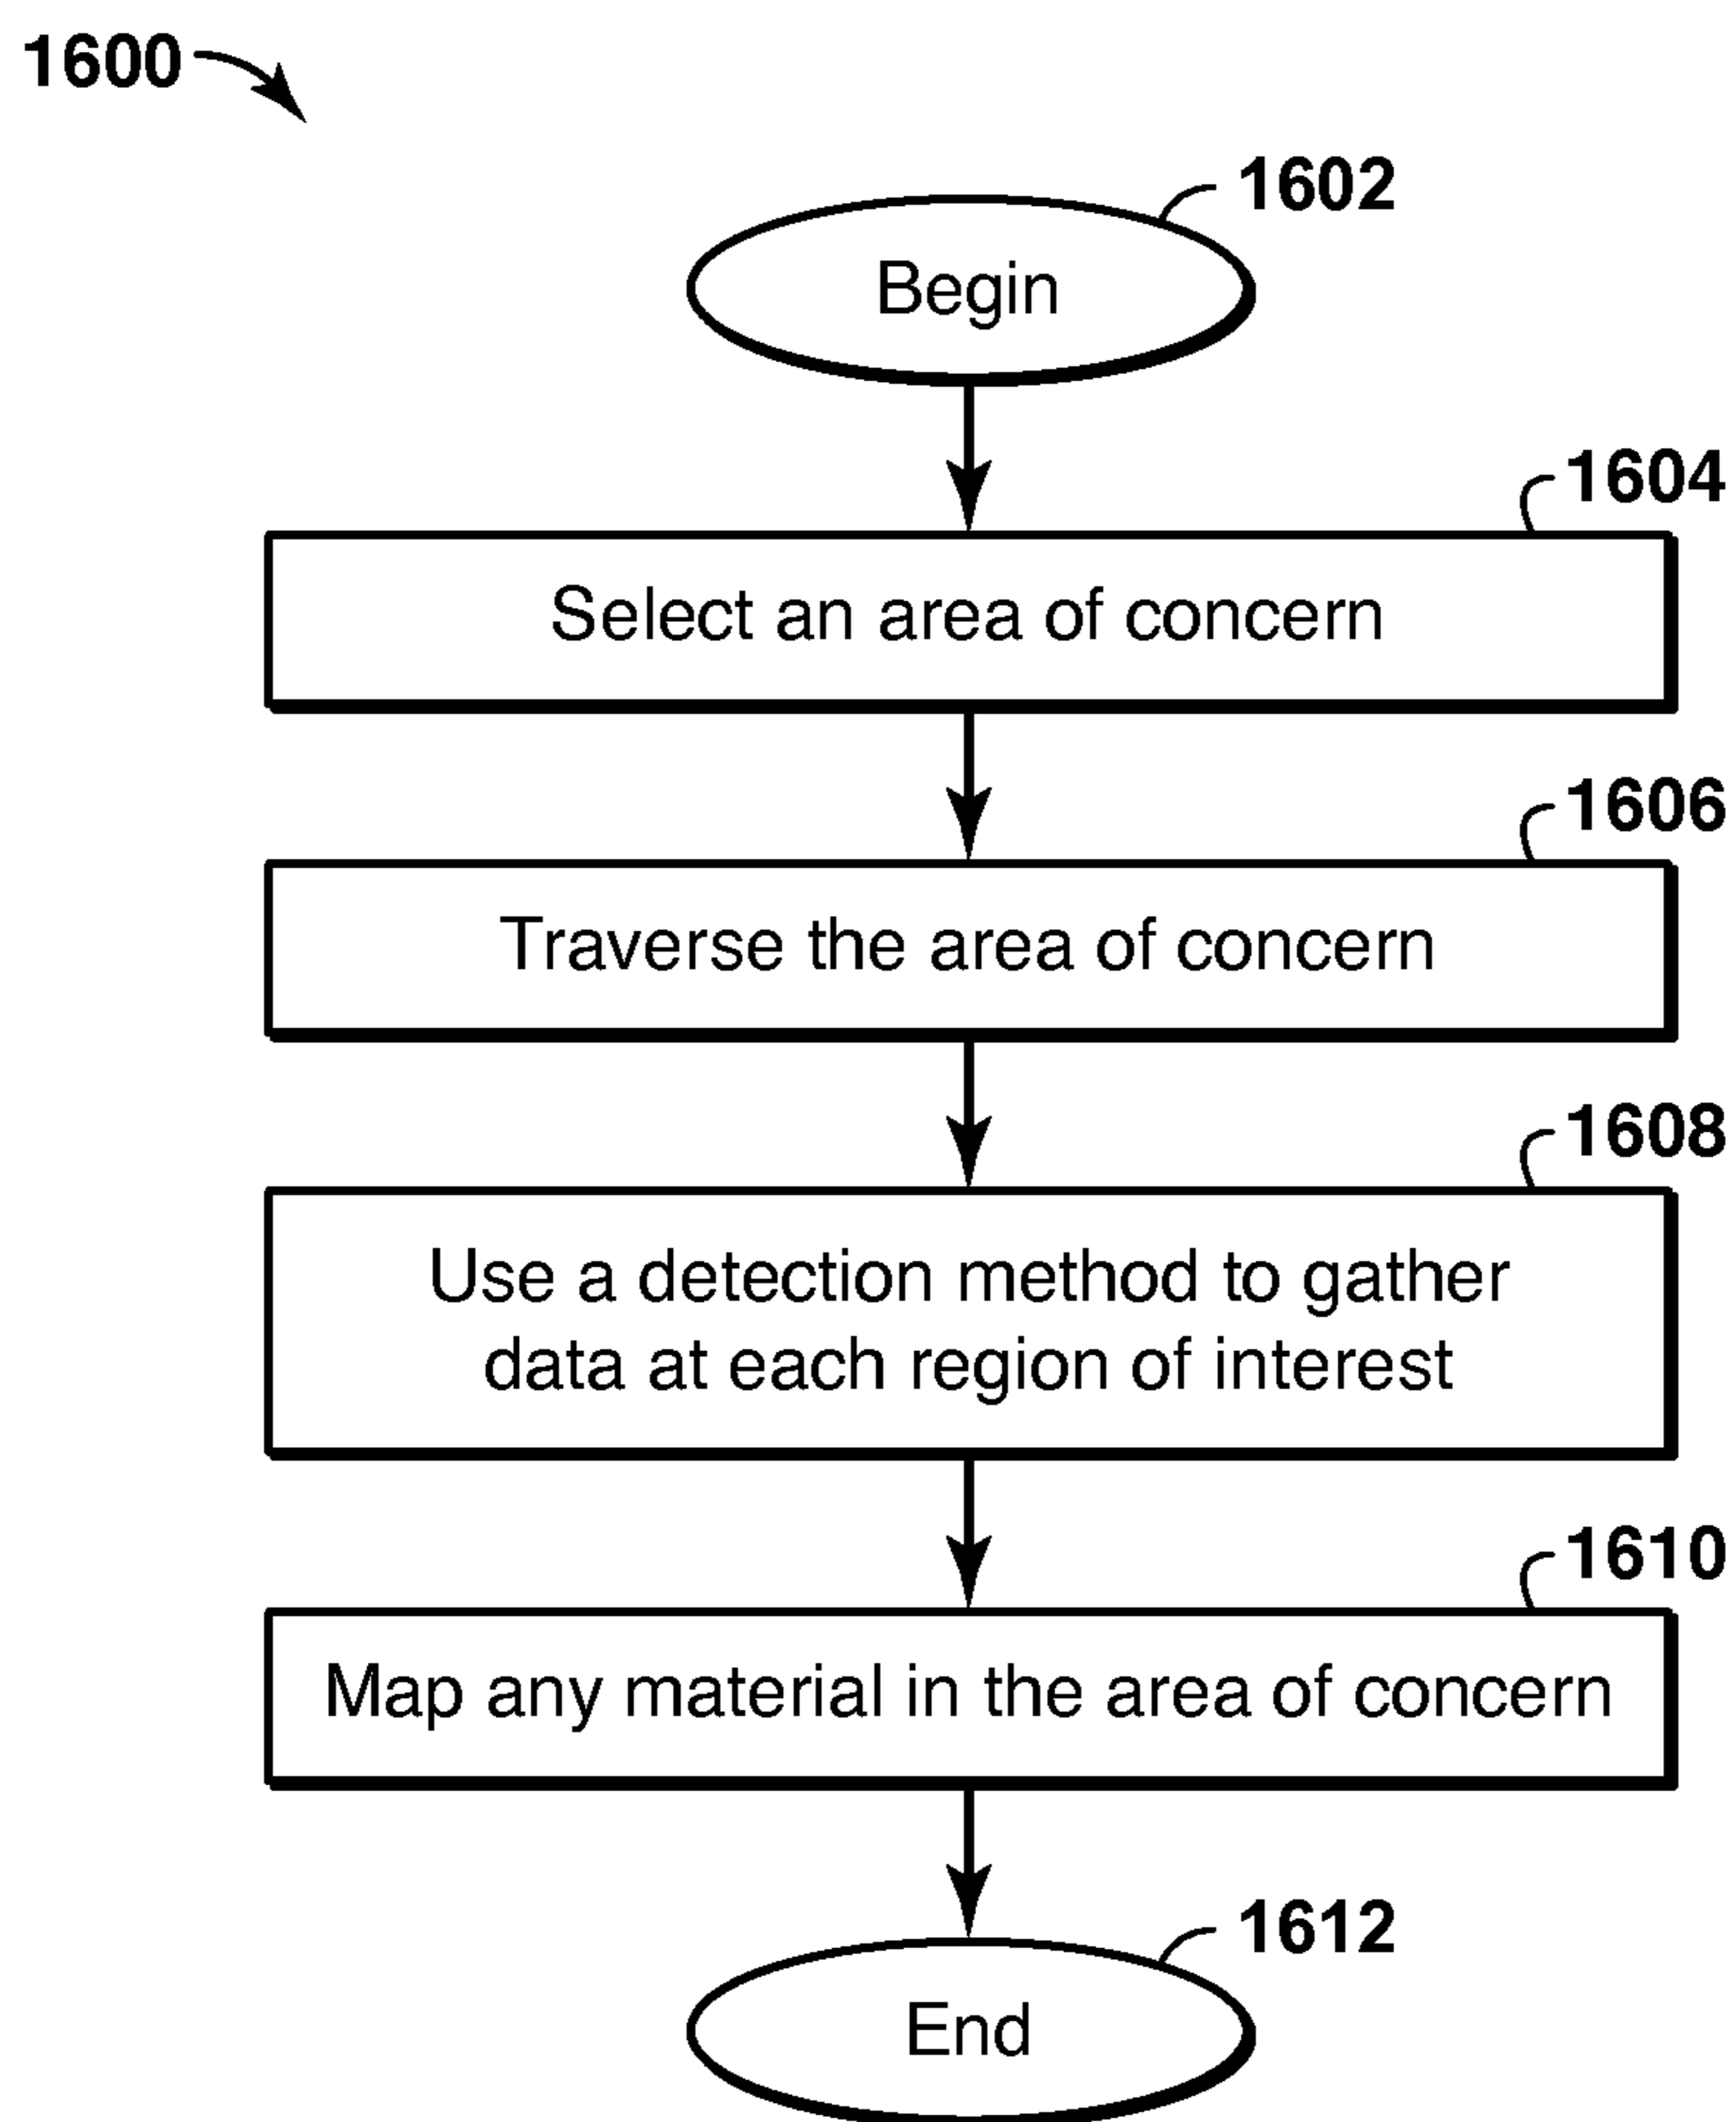 1600
1602
Begin
1604
Select an area of concern
1606
Traverse the area of concern
1608
Use a detection method to gather
data at each region of interest
1610
Map any material in the area of concern
1612
End